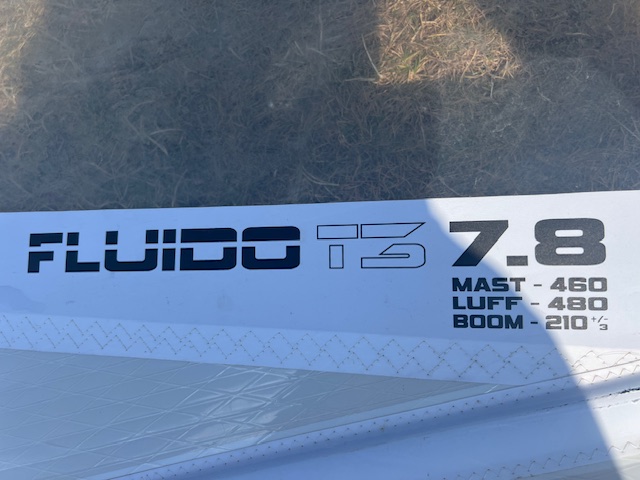 FLUIDO T3 7.8
MAST - 460
LUFF - 480
BOOM - 210 +/- 3